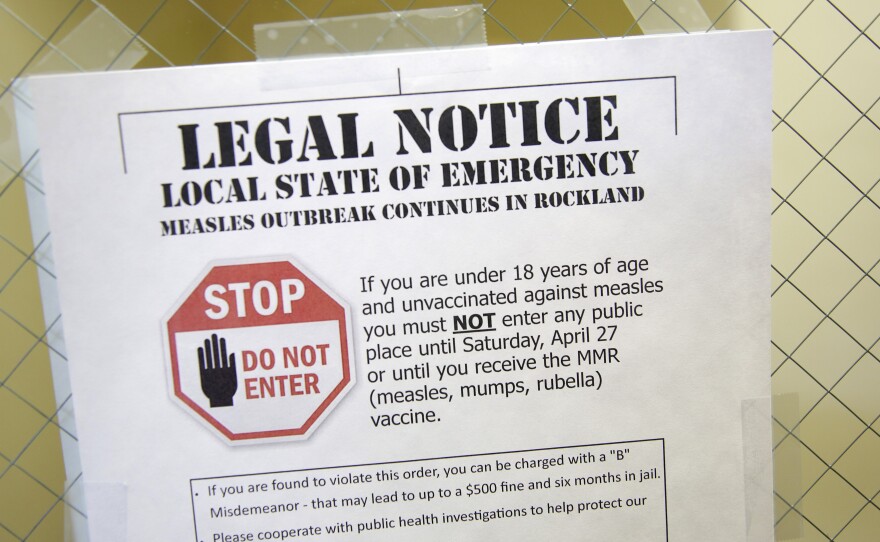 LEGAL NOTICE
LOCAL STATE OF EMERGENCY
MEASLES OUTBREAK CONTINUES IN ROCKLAND
STOP
DO NOT
ENTER
If you are under 18 years of age
and unvaccinated against measles
you must NOT enter any public
place until Saturday, April 27
or until you receive the MMR
(measles, mumps, rubella)
vaccine.
• If you are found to violate this order, you can be charged with a "B"
Misdemeanor - that may lead to up to a $500 fine and six months in jail.
• Please cooperate with public health investigations to help protect our